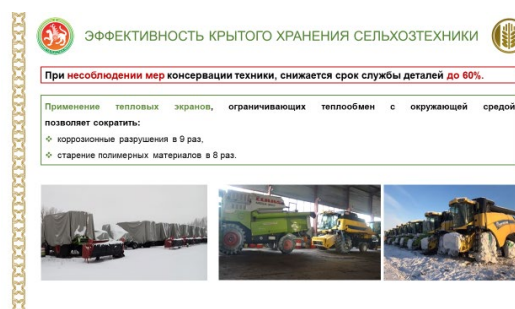 ЭФФЕКТИВНОСТЬ КРЫТОГО ХРАНЕНИЯ СЕЛЬХОЗТЕХНИКИ
При несоблюдении мер консервации техники, снижается срок службы деталей до 60%.
Применение тепловых экранов, ограничивающих теплообмен с окружающей средой
позволяет сократить:
❖ коррозионные разрушения в 9 раз,
❖ старение полимерных материалов в 8 раз.